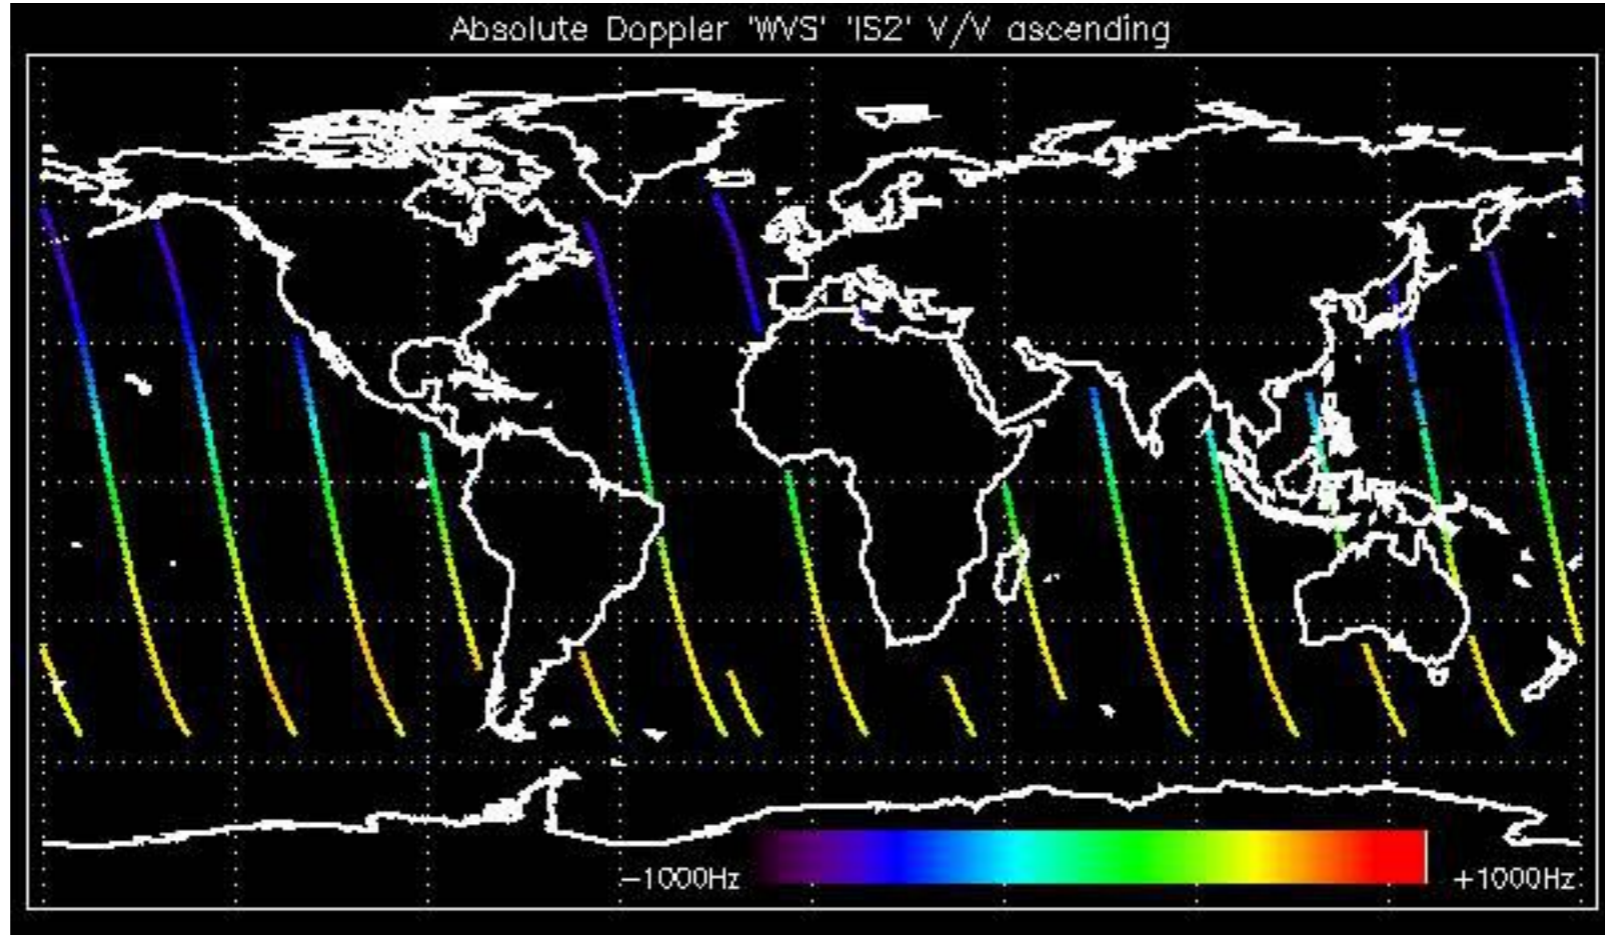 Absolute Doppler 'WVS' 'IS2' V/V ascending
−1000Hz
+1000Hz